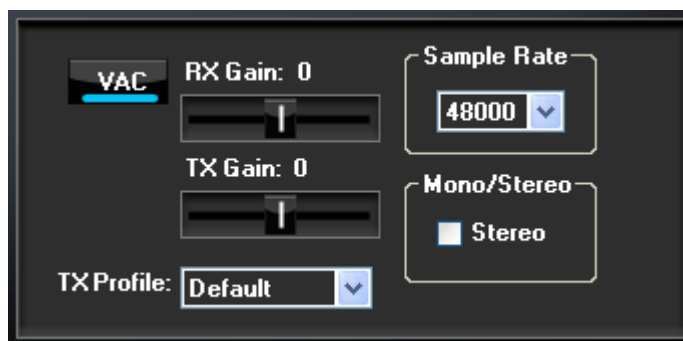 VAC
RX Gain: 0
TX Gain: 0
TX Profile: Default
Sample Rate
48000
Mono/Stereo
Stereo